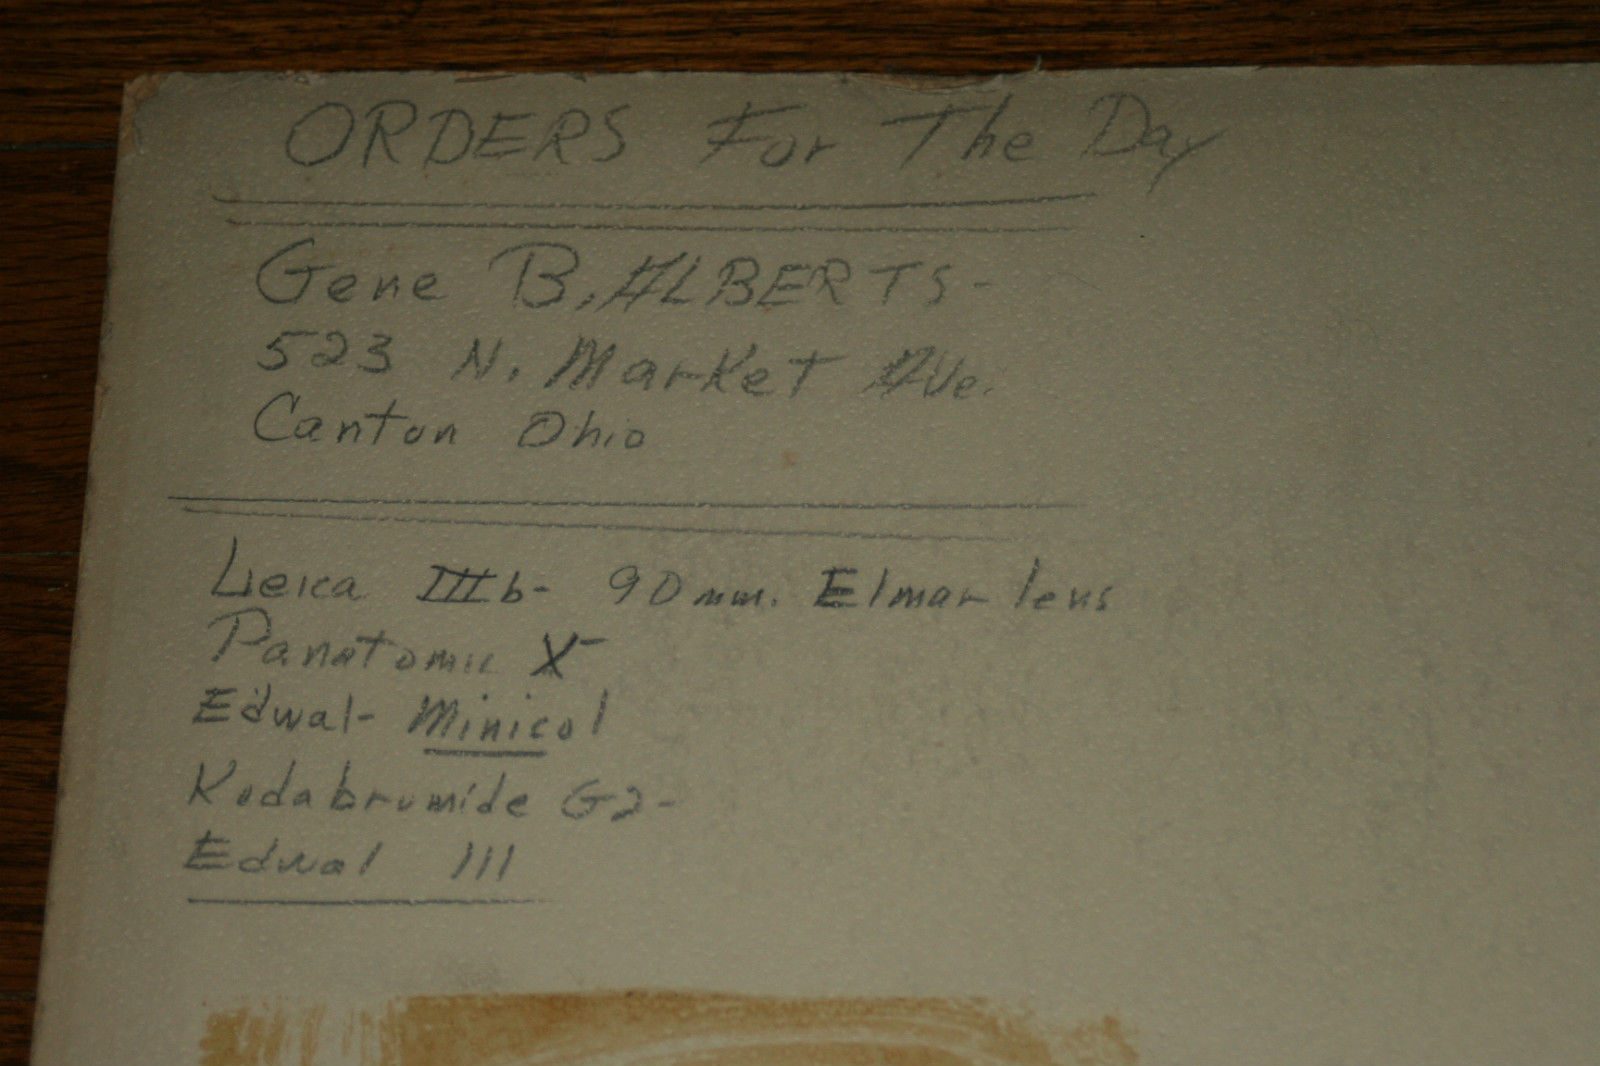 ORDERS For The Day
Gene B. ALBERTS -
523 N. Market Ave.
Canton Ohio
Leica IIIb - 90mm. Elmar lens
Panatomic X -
Edwal - Minicol
Kodabromide G2 -
Edwal 111